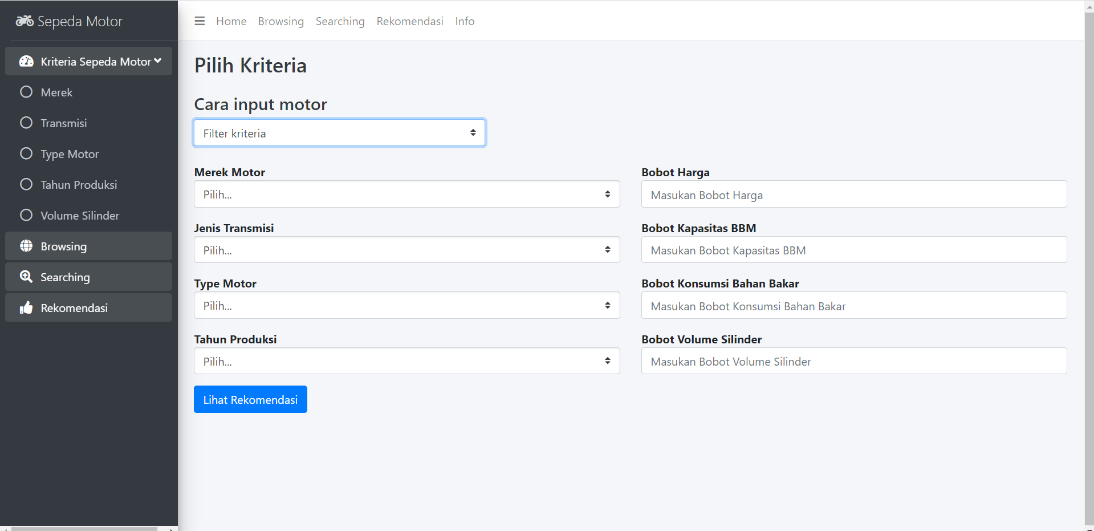 Sepeda Motor
Home Browsing Searching Rekomendasi Info
Kriteria Sepeda Motor
Merek
Transmisi
Type Motor
Tahun Produksi
Volume Silinder
Browsing
Searching
Rekomendasi
Pilih Kriteria
Cara input motor
Filter kriteria
Merek Motor
Pilih...
Jenis Transmisi
Pilih...
Type Motor
Pilih...
Tahun Produksi
Pilih...
Bobot Harga
Masukan Bobot Harga
Bobot Kapasitas BBM
Masukan Bobot Kapasitas BBM
Bobot Konsumsi Bahan Bakar
Masukan Bobot Konsumsi Bahan Bakar
Bobot Volume Silinder
Masukan Bobot Volume Silinder
Lihat Rekomendasi